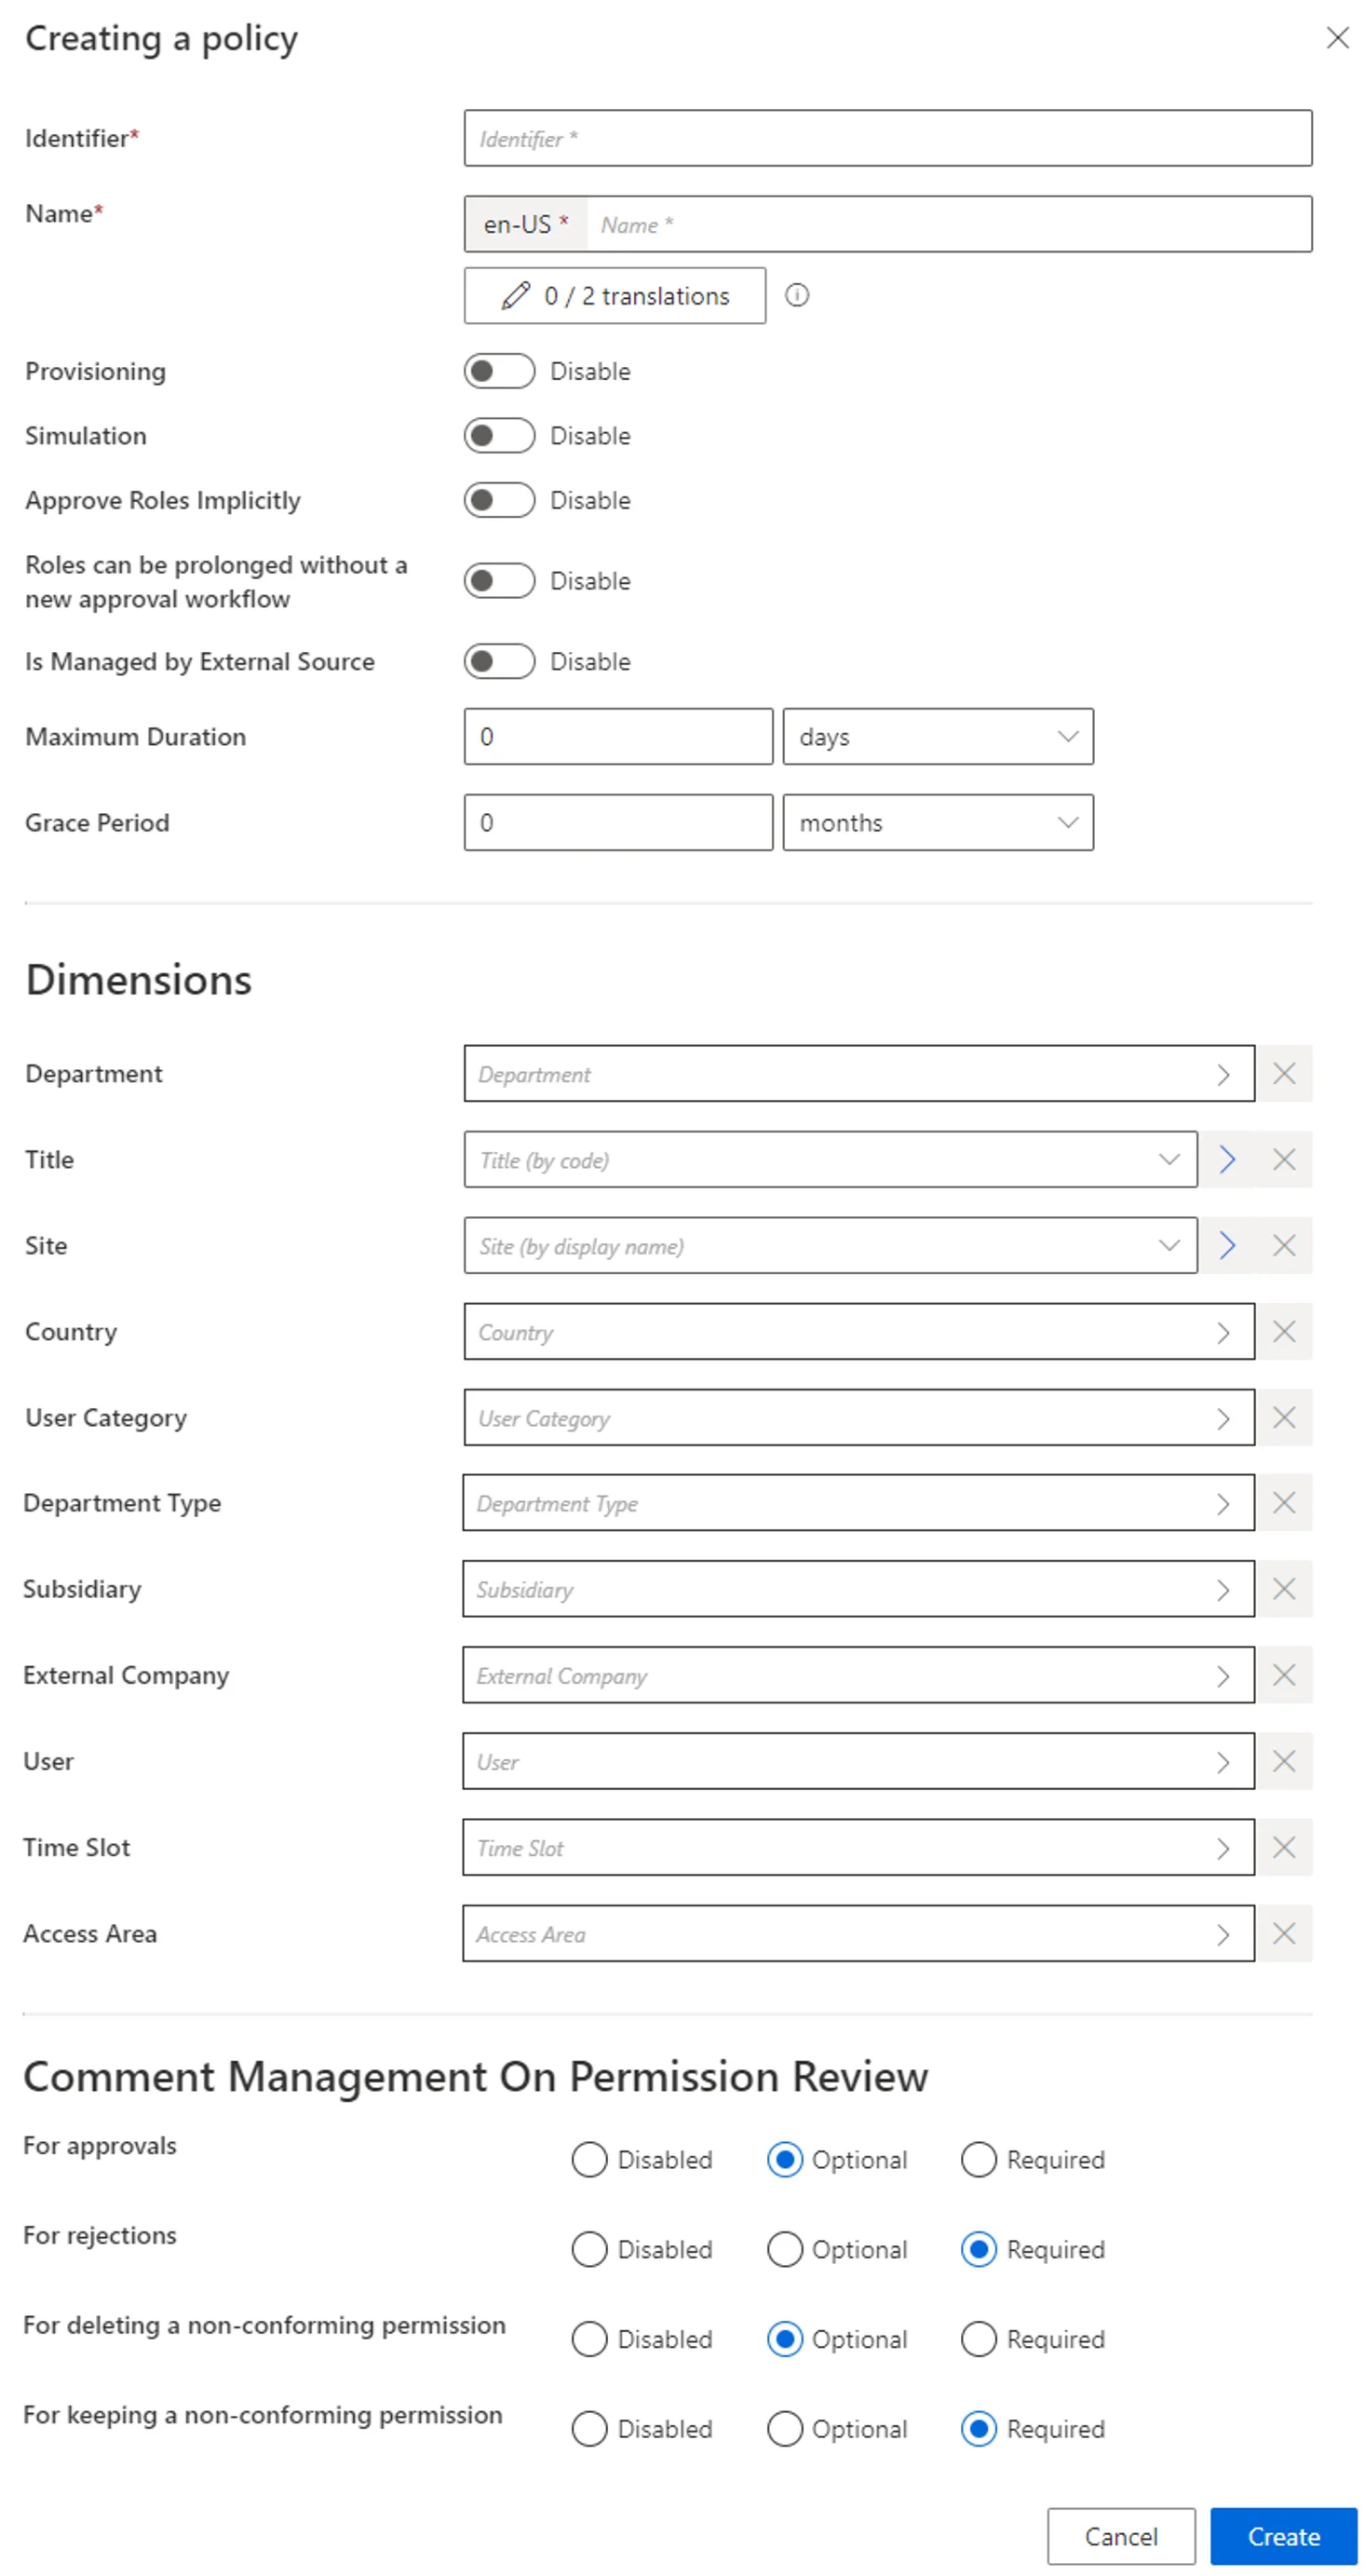 Creating a policy
Identifier* Identifier *
Name* en-US * Name *
0 / 2 translations
Provisioning Disable
Simulation Disable
Approve Roles Implicitly Disable
Roles can be prolonged without a
new approval workflow Disable
Is Managed by External Source Disable
Maximum Duration 0 days
Grace Period 0 months
Dimensions
Department Department
Title Title (by code)
Site Site (by display name)
Country Country
User Category User Category
Department Type Department Type
Subsidiary Subsidiary
External Company External Company
User User
Time Slot Time Slot
Access Area Access Area
Comment Management On Permission Review
For approvals Disabled Optional Required
For rejections Disabled Optional Required
For deleting a non-conforming permission Disabled Optional Required
For keeping a non-conforming permission Disabled Optional Required
Cancel Create